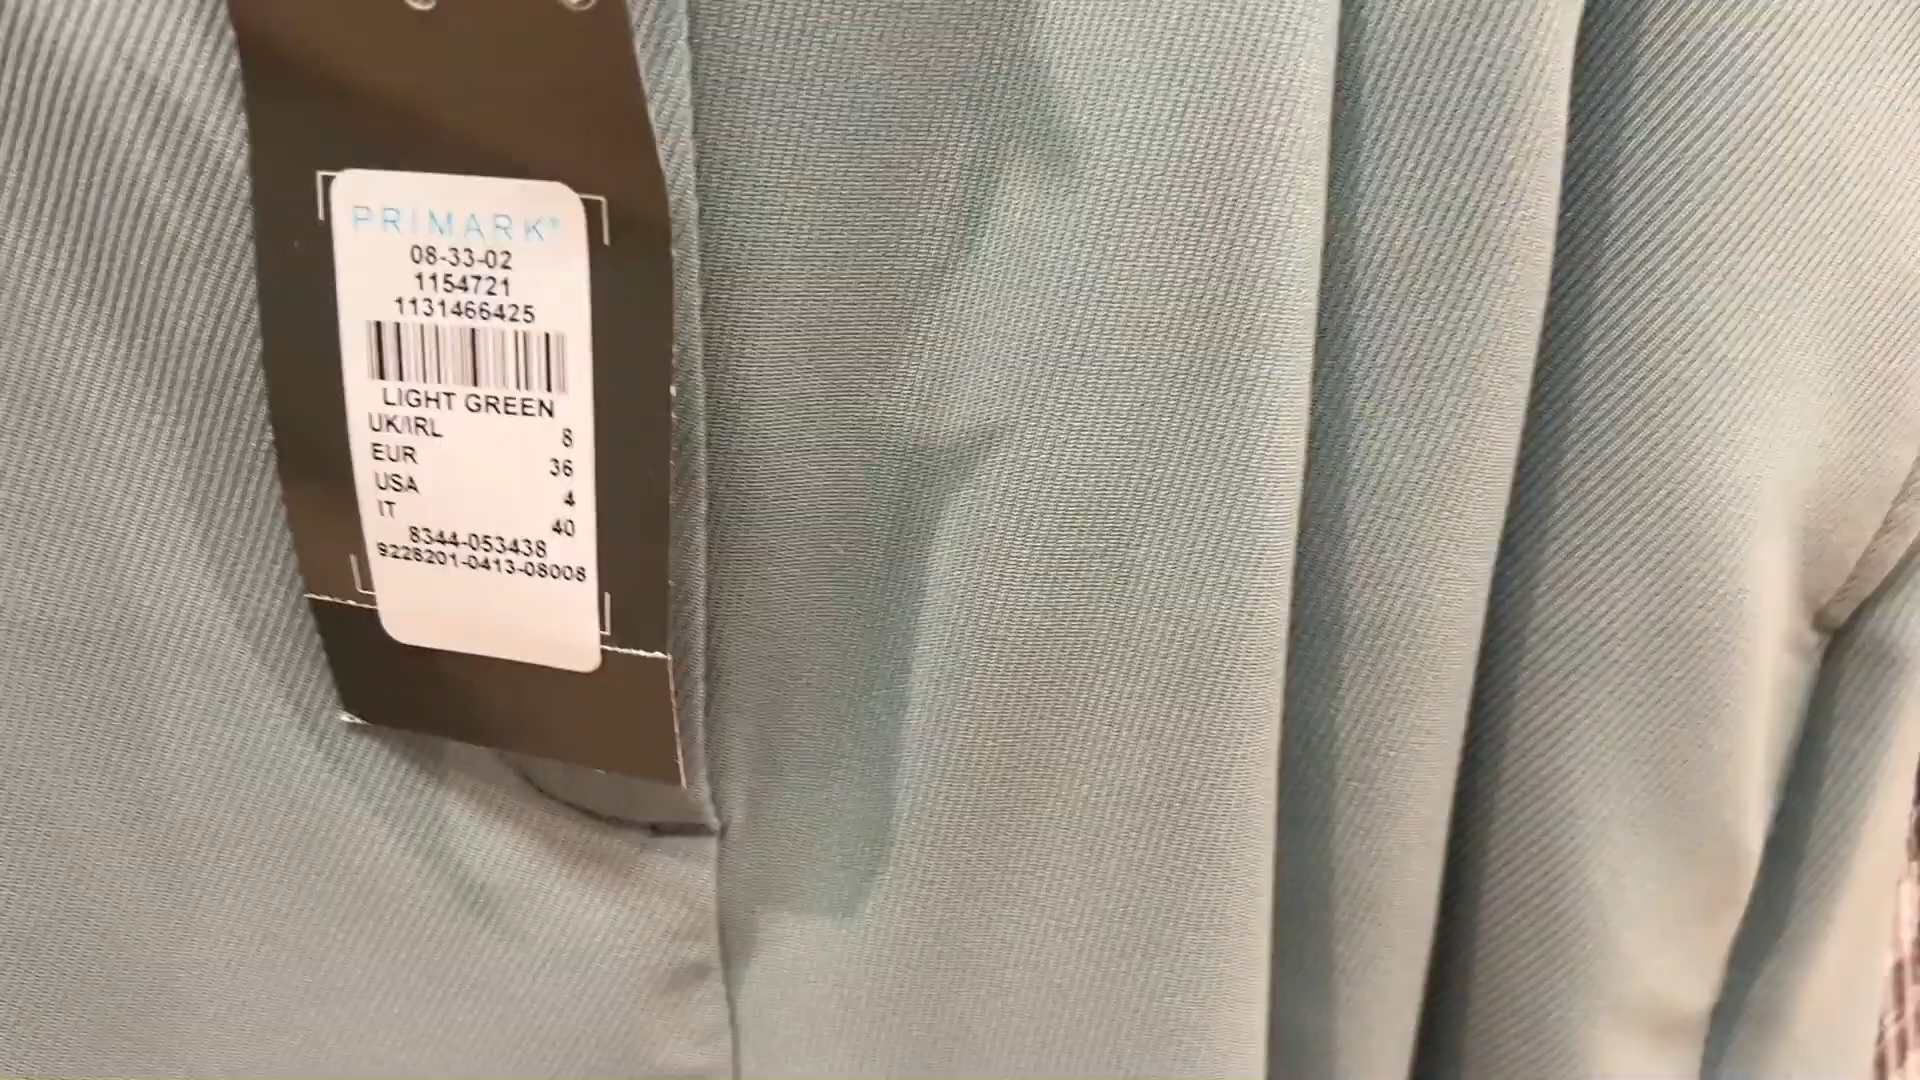 PRIMARK®
08-33-02
1154721
1131466425
LIGHT GREEN
UK/IRL 8
EUR 36
USA 4
IT 40
8344-053438
9228201-0413-08008